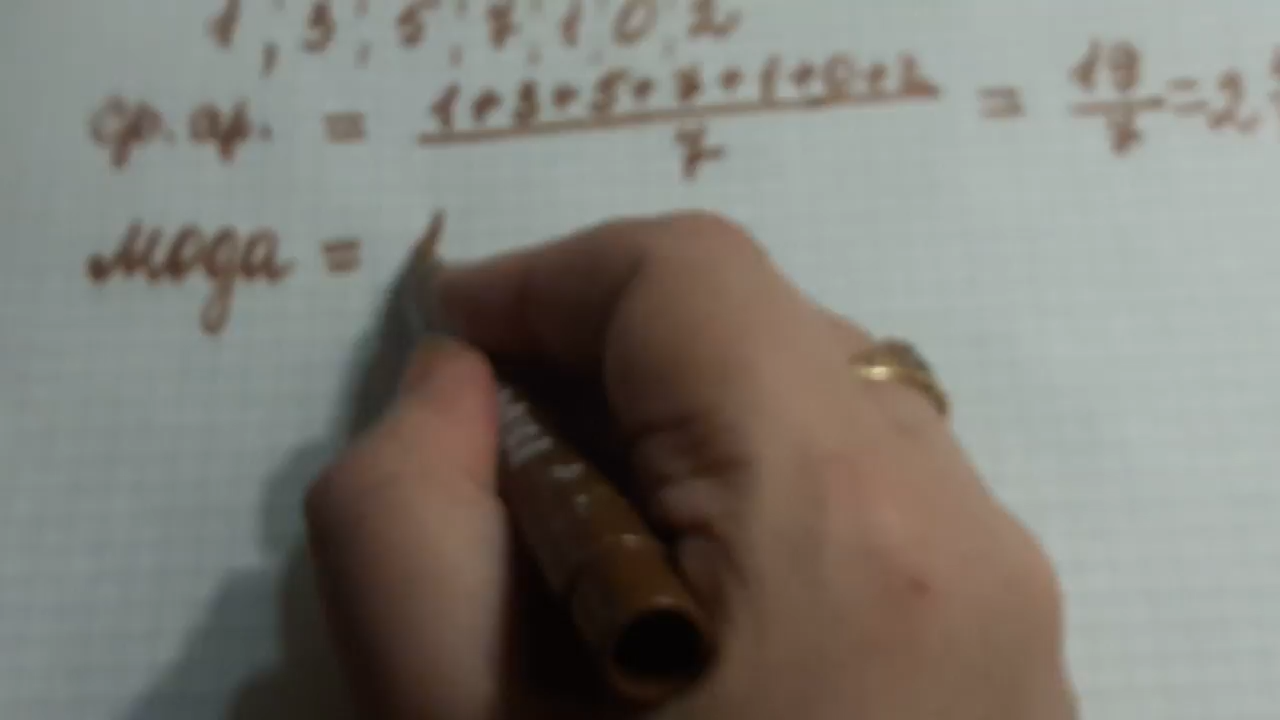 1, 3, 5, 7, 1, 0, 2
ср. ар. = 1+3+5+7+1+0+2 / 7 = 19 / 7 = 2
мода = 1